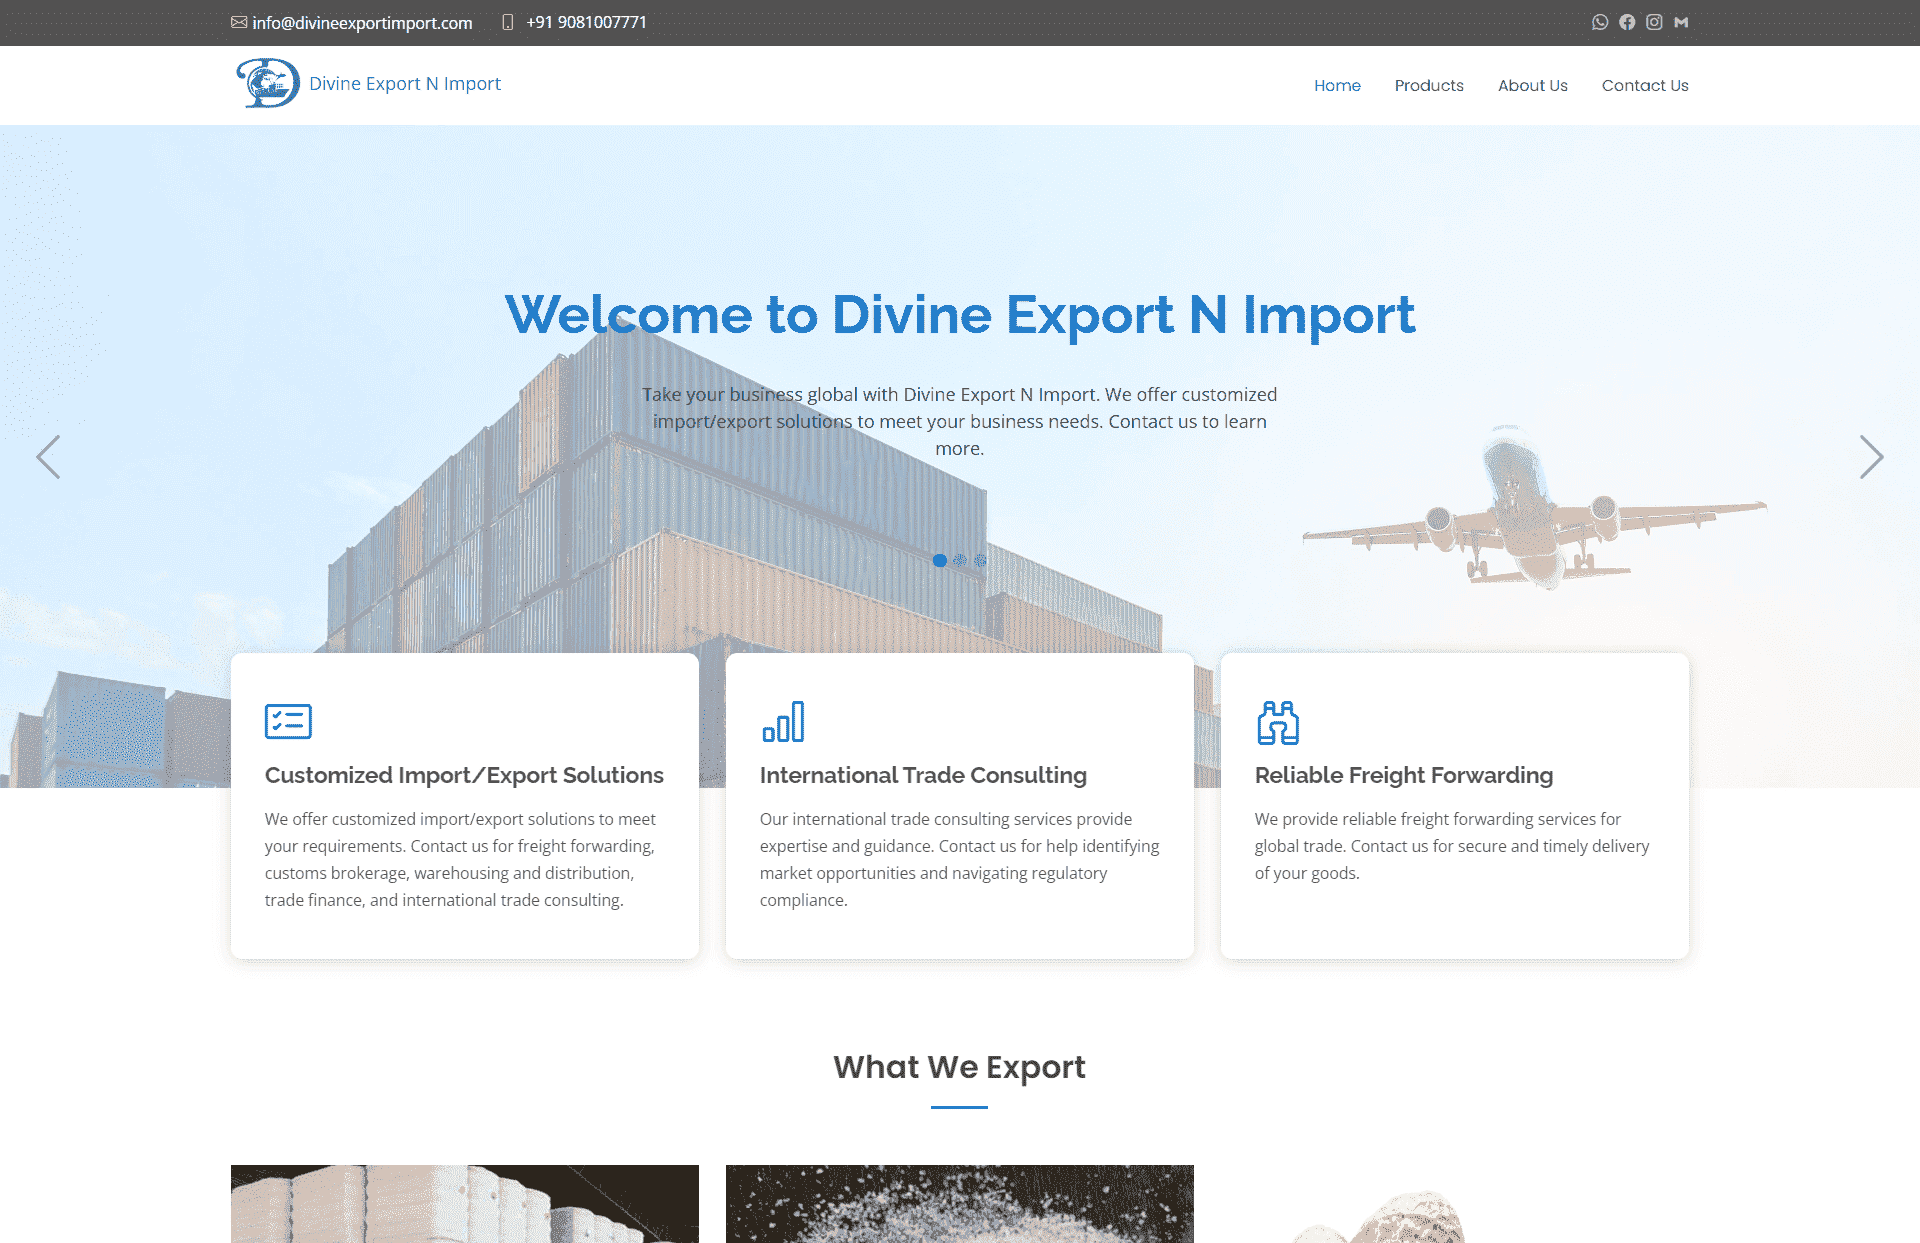 info@divineexportimport.com +91 9081007771
Divine Export N Import
Home Products About Us Contact Us
Welcome to Divine Export N Import
Take your business global with Divine Export N Import. We offer customized
import/export solutions to meet your business needs. Contact us to learn
more.
Customized Import/Export Solutions
We offer customized import/export solutions to meet
your requirements. Contact us for freight forwarding,
customs brokerage, warehousing and distribution,
trade finance, and international trade consulting.
International Trade Consulting
Our international trade consulting services provide
expertise and guidance. Contact us for help identifying
market opportunities and navigating regulatory
compliance.
Reliable Freight Forwarding
We provide reliable freight forwarding services for
global trade. Contact us for secure and timely delivery
of your goods.
What We Export